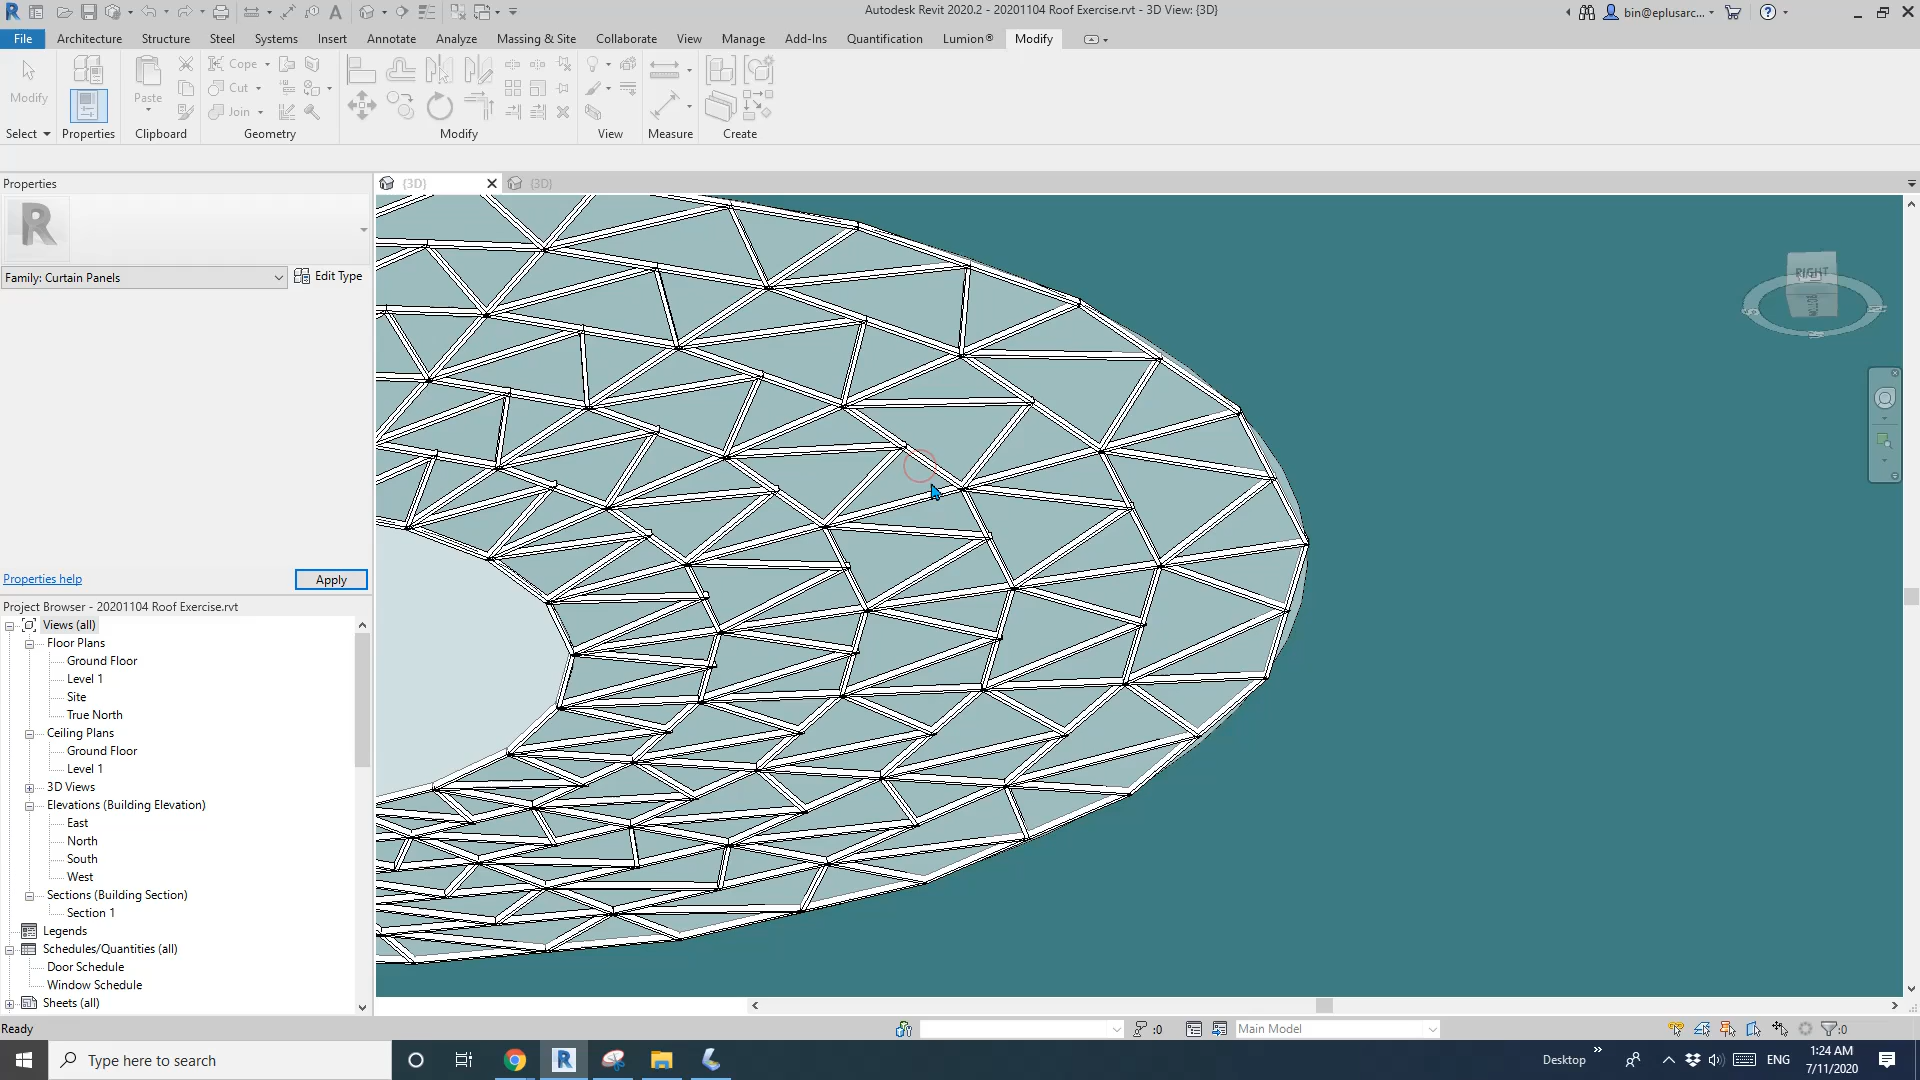 Autodesk Revit 2020.2 - 20201104 Roof Exercise.rvt - 3D View: {3D}
bin@eplusarc...
File Architecture Structure Steel Systems Insert Annotate Analyze Massing & Site Collaborate View Manage Add-Ins Quantification Lumion® Modify
Modify
Paste
Cope
Cut
Join
Select Properties Clipboard Geometry Modify View Measure Create
Properties
{3D}
{3D}
R
Family: Curtain Panels
Edit Type
RIGHT
BOTTOM
Properties help
Apply
Project Browser - 20201104 Roof Exercise.rvt
Views (all)
Floor Plans
Ground Floor
Level 1
Site
True North
Ceiling Plans
Ground Floor
Level 1
3D Views
Elevations (Building Elevation)
East
North
South
West
Sections (Building Section)
Section 1
Legends
Schedules/Quantities (all)
Door Schedule
Window Schedule
Sheets (all)
Ready
:0
Main Model
:0
Type here to search
Desktop
ENG
1:24 AM
7/11/2020